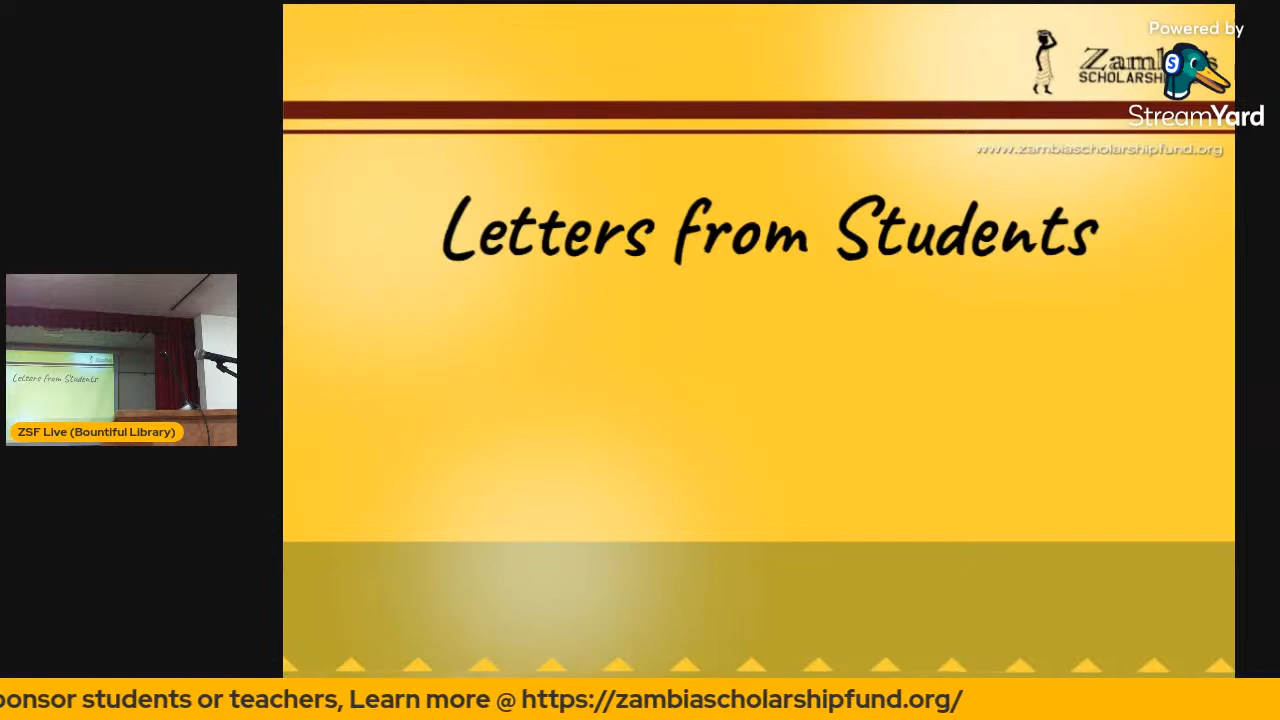 Powered by
StreamYard
www.zambiascholarshipfund.org
Letters from Students
Letters from Students
ZSF Live (Bountiful Library)
students or teachers, Learn more @ https://zambiascholarshipfund.org/